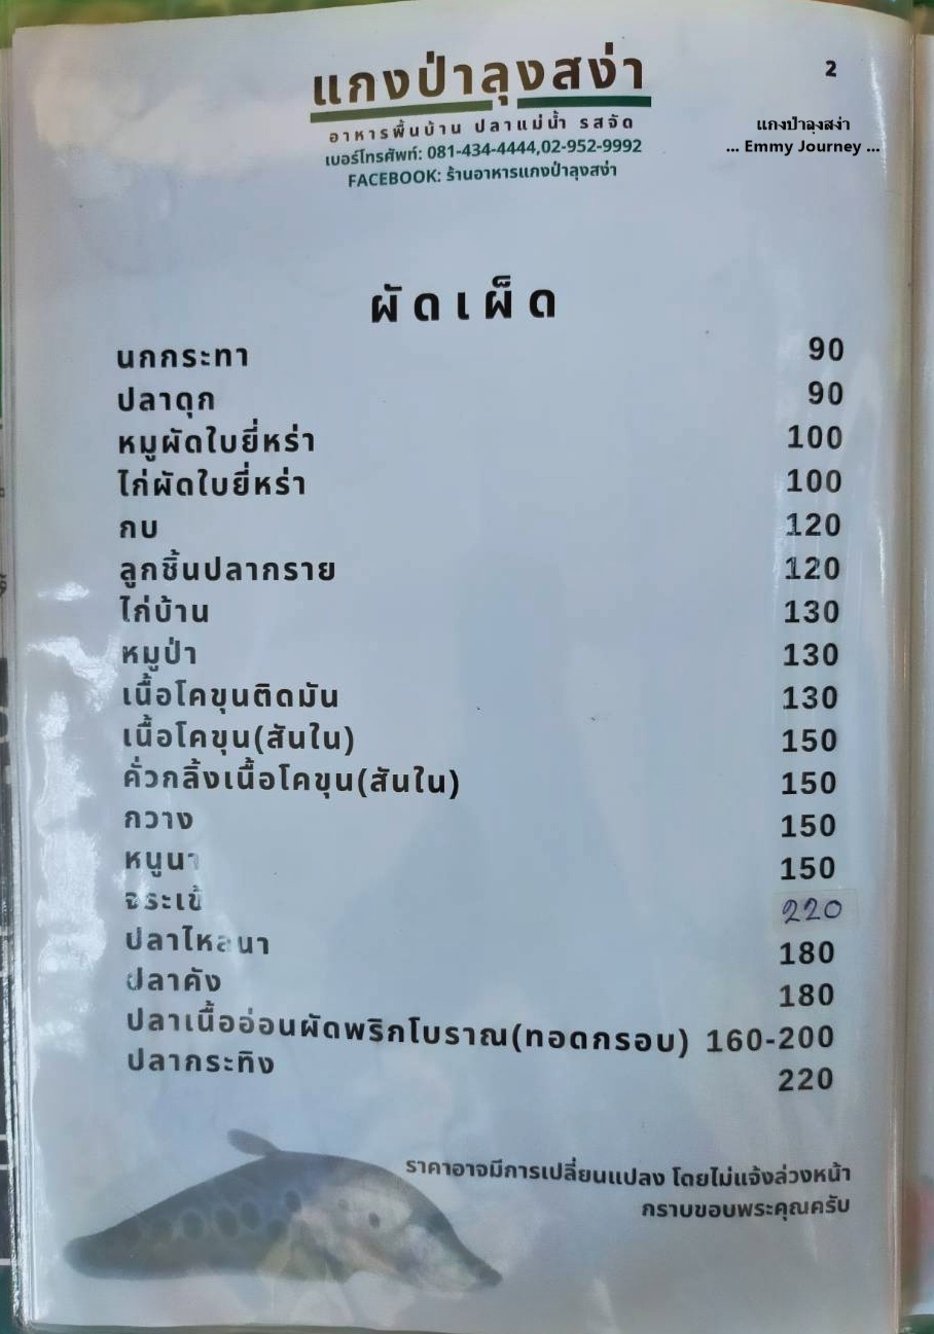 แกงป่าลุงสง่า
อาหารพื้นบ้าน ปลาแม่น้ำ รสจัด
เบอร์โทรศัพท์: 081-434-4444,02-952-9992
FACEBOOK: ร้านอาหารแกงป่าลุงสง่า
2
แกงป่าลุงสง่า
... Emmy Journey ...
ผัดเผ็ด
นกกระทา 90
ปลาดุก 90
หมูผัดใบยี่หร่า 100
ไก่ผัดใบยี่หร่า 100
กบ 120
ลูกชิ้นปลากราย 120
ไก่บ้าน 130
หมูป่า 130
เนื้อโคขุนติดมัน 130
เนื้อโคขุน(สันใน) 150
คั่วกลิ้งเนื้อโคขุน(สันใน) 150
กวาง 150
หนูนา 150
จระเข้ 220
ปลาไหลนา 180
ปลาคัง 180
ปลาเนื้ออ่อนผัดพริกโบราณ(ทอดกรอบ) 160-200
ปลากระทิง 220
ราคาอาจมีการเปลี่ยนแปลง โดยไม่แจ้งล่วงหน้า
กราบขอบพระคุณครับ